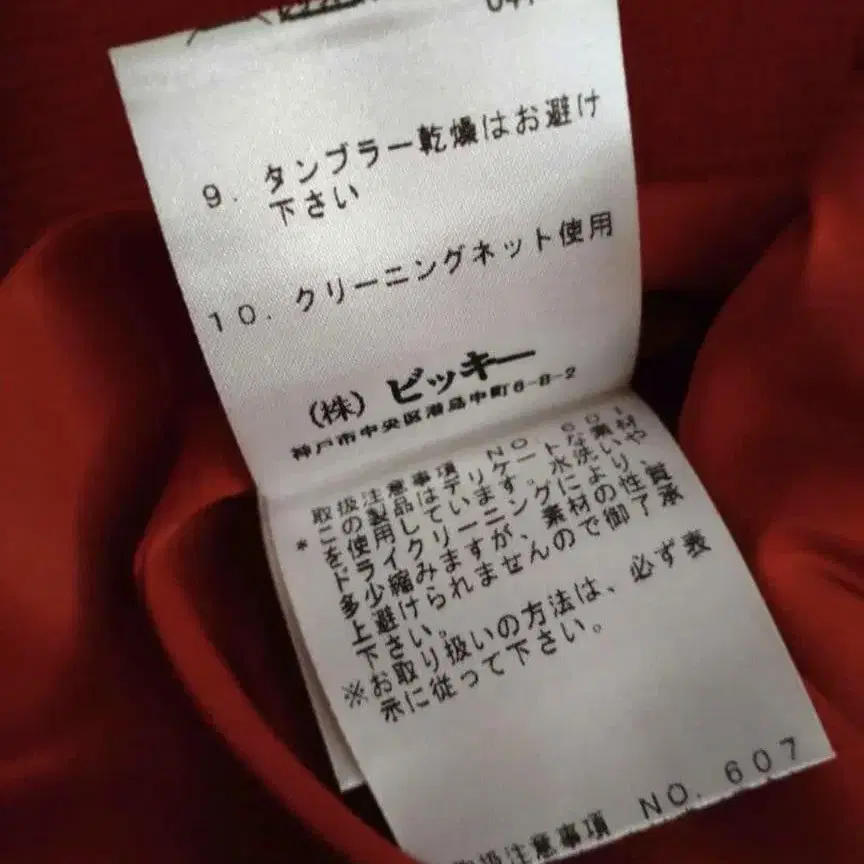 9. タンブラー乾燥はお避け
下さい
10. クリーニングネット使用
(株) ビッキー
神戸市中央区港島中町6-8-2
取扱注意事項 NO. 601
* この製品はデリケートな素材
を使用しています。水洗いや、
ドライクリーニングにより、
多少縮みますが、素材の性質
上避けられませんので御了承
下さい。
※お取り扱いの方法は、必ず表
示に従って下さい。
取扱注意事項 NO. 607